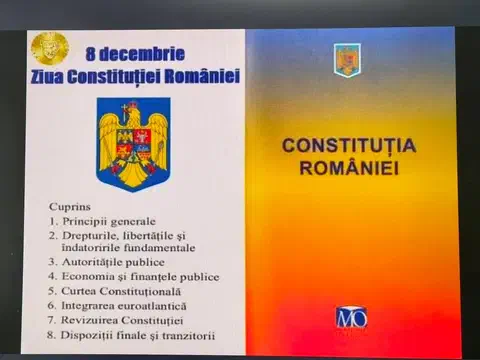 8 decembrie
Ziua Constituției României
Cuprins
1. Principii generale
2. Drepturile, libertățile și
îndatoririle fundamentale
3. Autoritățile publice
4. Economia și finanțele publice
5. Curtea Constituțională
6. Integrarea euroatlantică
7. Revizuirea Constituției
8. Dispoziții finale și tranzitorii
CONSTITUȚIA
ROMÂNIEI
MO